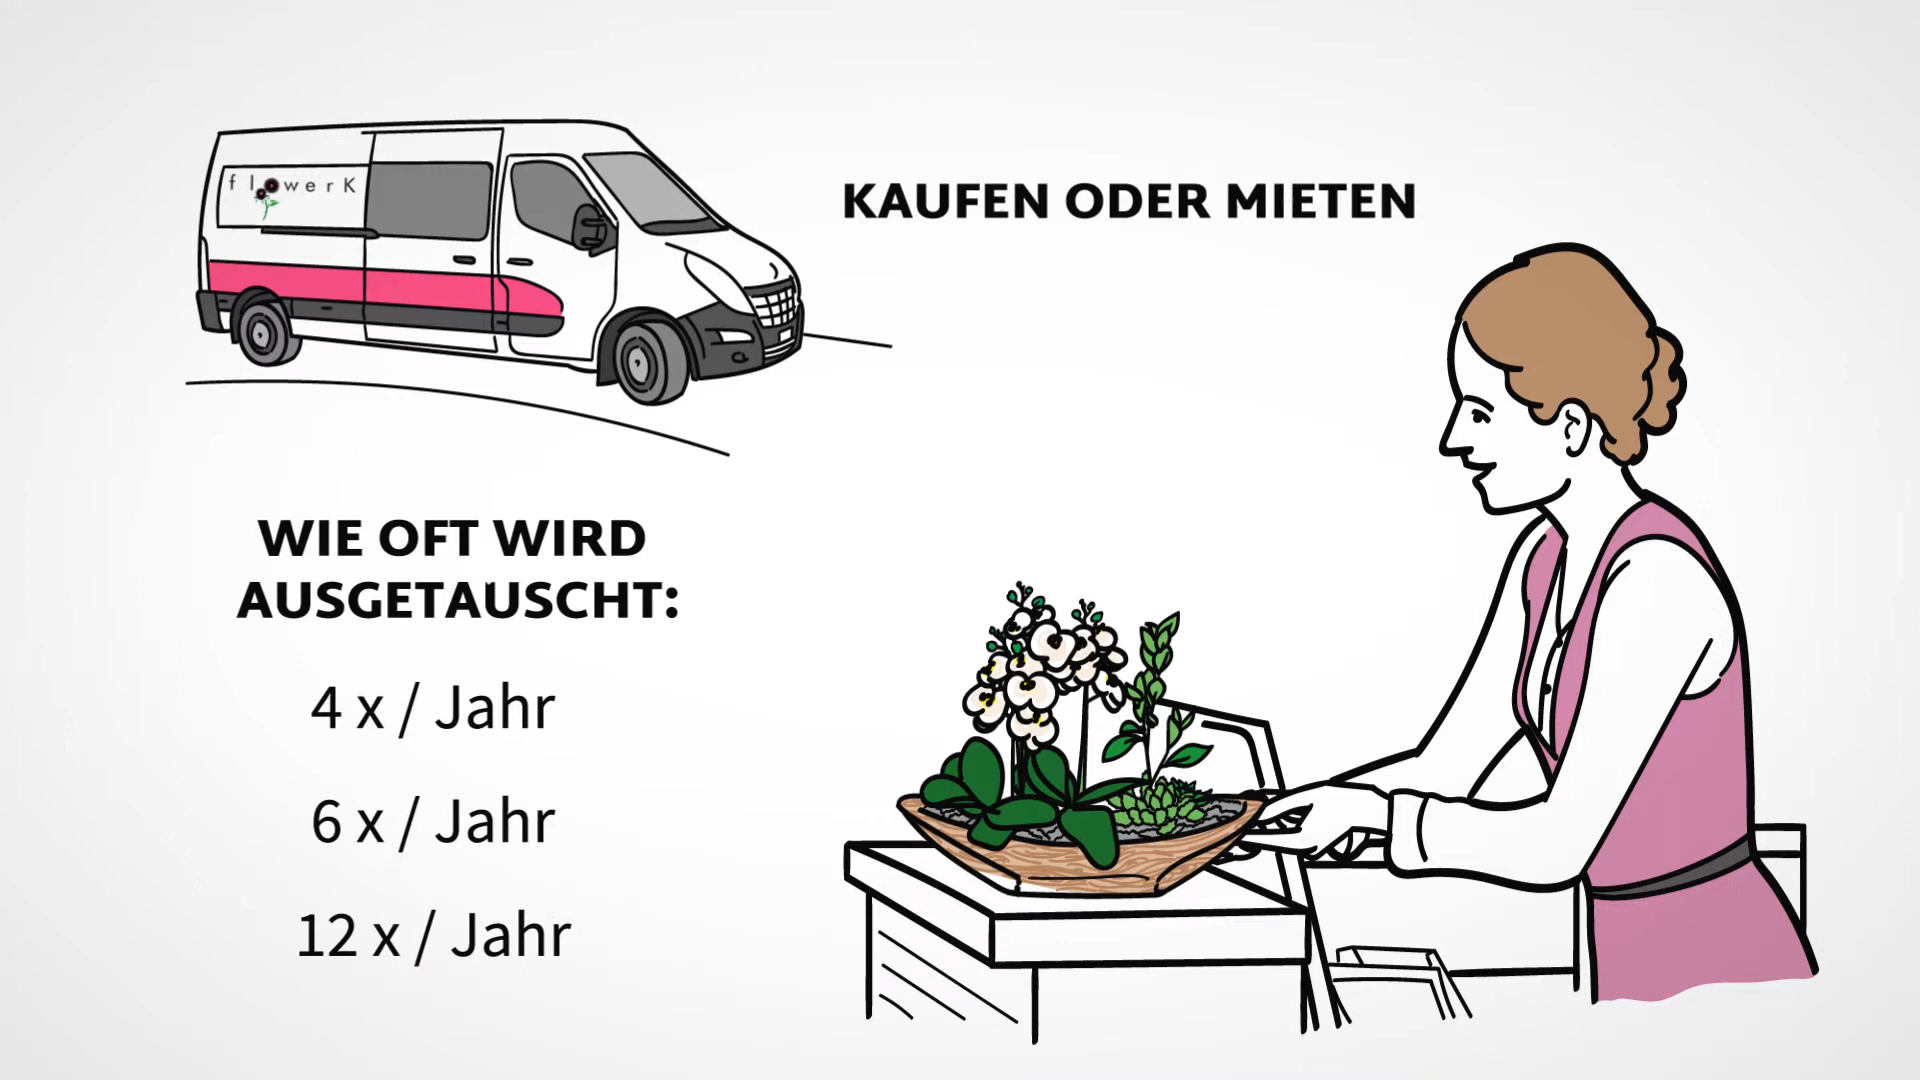 flowerK
KAUFEN ODER MIETEN
WIE OFT WIRD
AUSGETAUSCHT:
4 x / Jahr
6 x / Jahr
12 x / Jahr